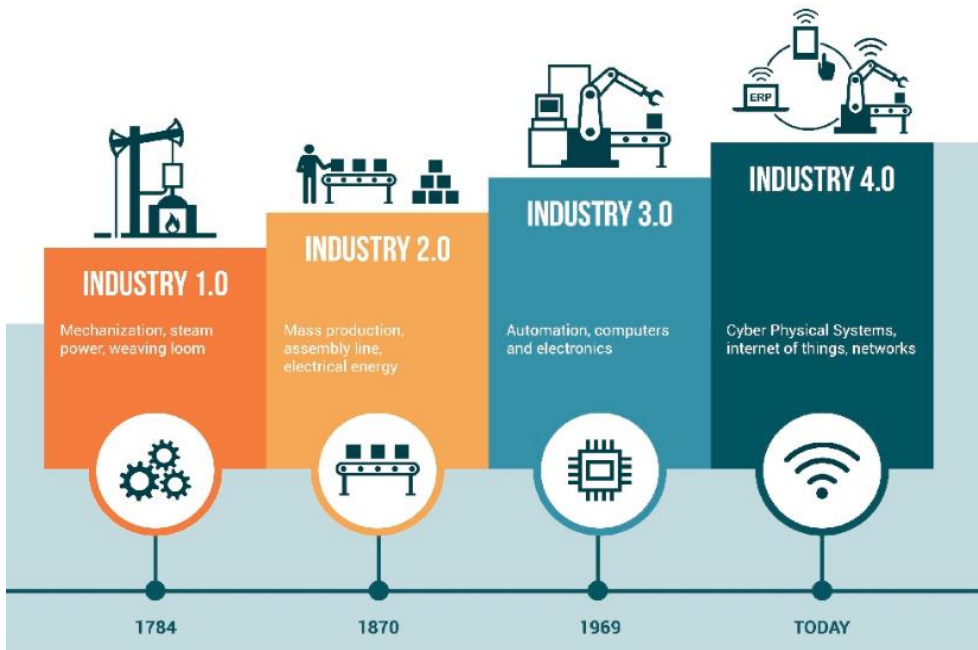 ERP
INDUSTRY 1.0
Mechanization, steam
power, weaving loom
INDUSTRY 2.0
Mass production,
assembly line,
electrical energy
INDUSTRY 3.0
Automation, computers
and electronics
INDUSTRY 4.0
Cyber Physical Systems,
internet of things, networks
1784
1870
1969
TODAY